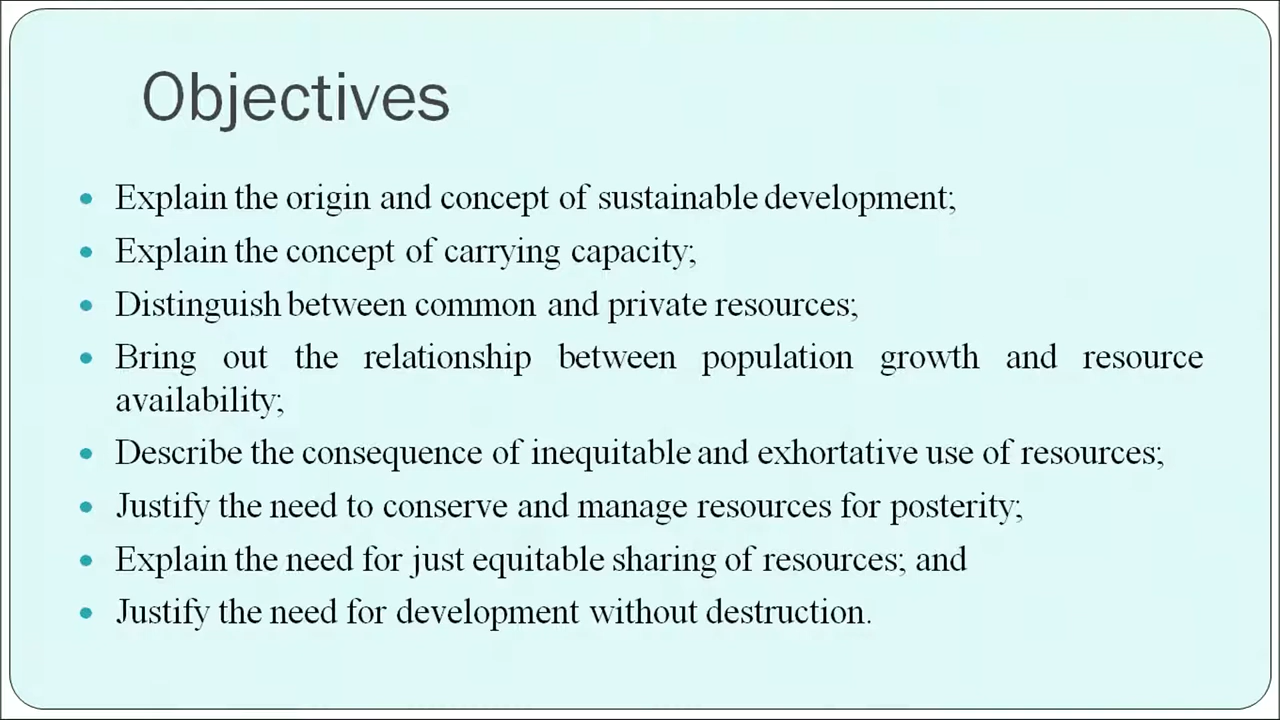 Objectives
• Explain the origin and concept of sustainable development;
• Explain the concept of carrying capacity;
• Distinguish between common and private resources;
• Bring out the relationship between population growth and resource
availability;
• Describe the consequence of inequitable and exhortative use of resources;
• Justify the need to conserve and manage resources for posterity;
• Explain the need for just equitable sharing of resources; and
• Justify the need for development without destruction.